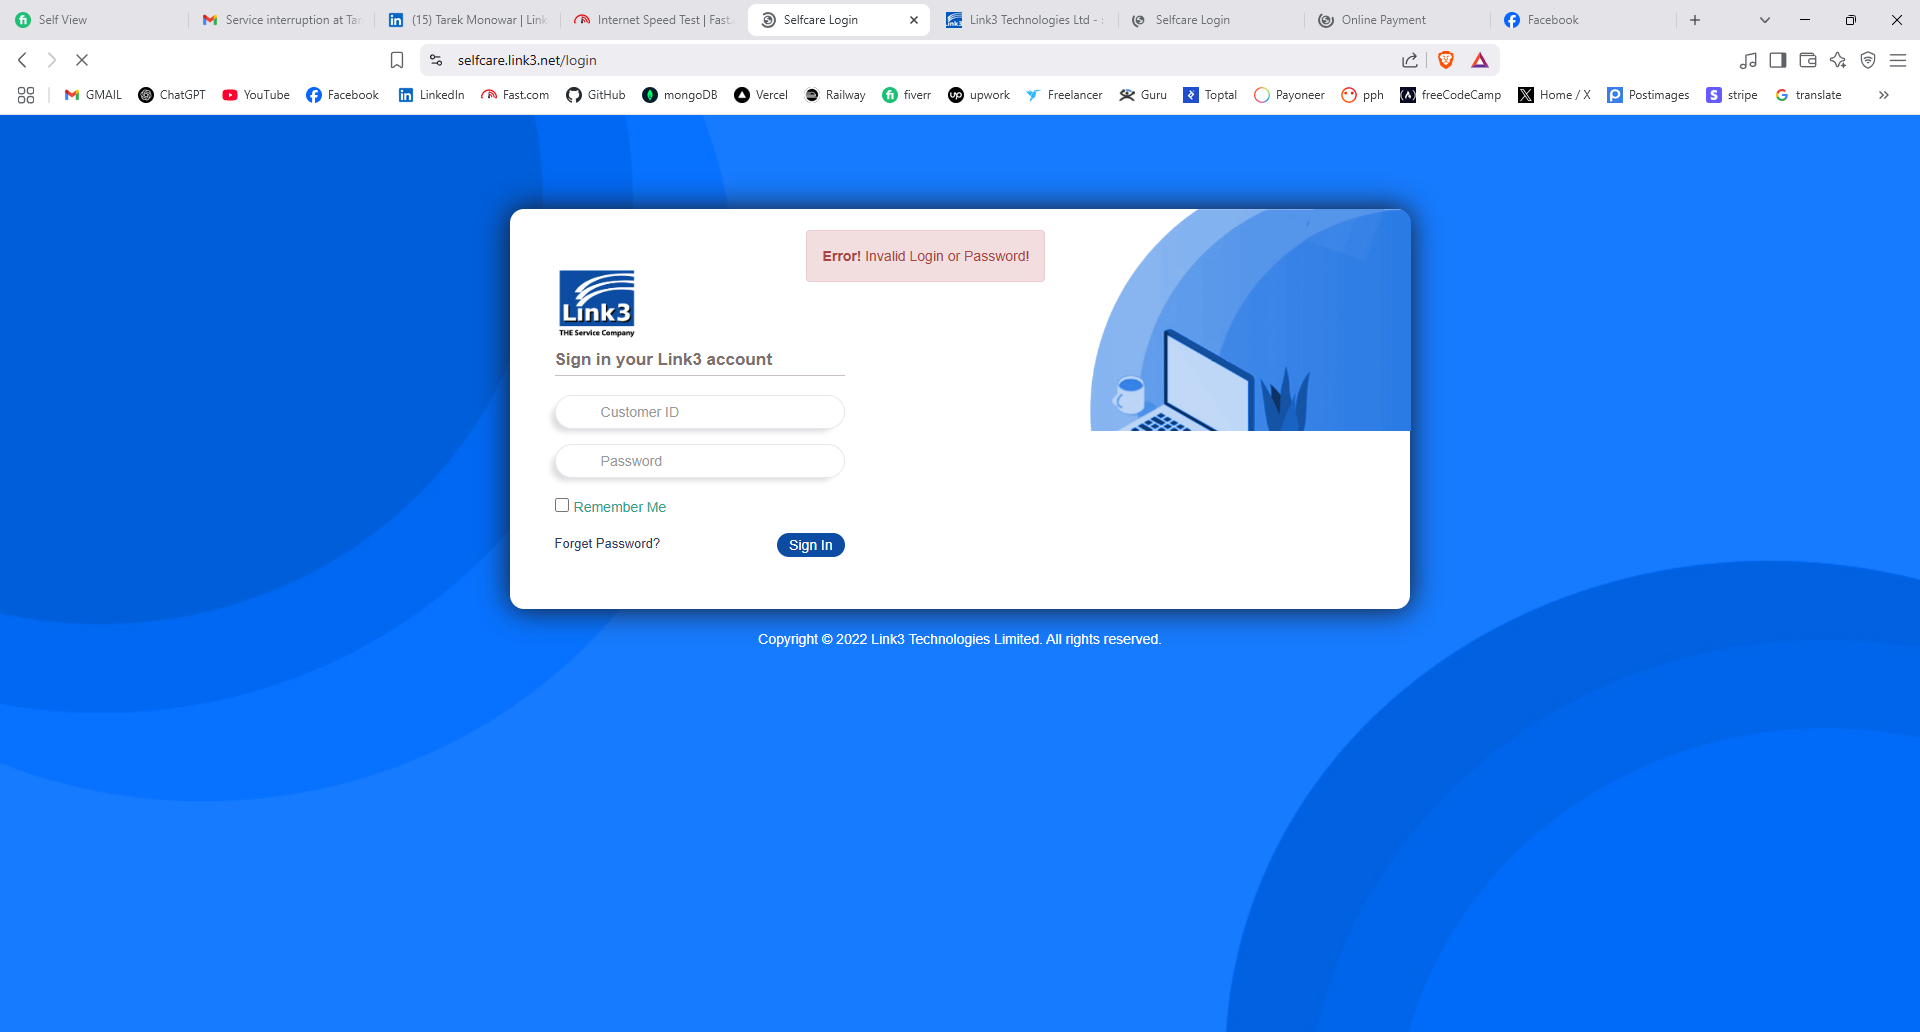 Self View
Service interruption at Tar
(15) Tarek Monowar | Link
Internet Speed Test | Fast.
Selfcare Login
Link3 Technologies Ltd -
Selfcare Login
Online Payment
Facebook
selfcare.link3.net/login
GMAIL
ChatGPT
YouTube
Facebook
LinkedIn
Fast.com
GitHub
mongoDB
Vercel
Railway
fiverr
upwork
Freelancer
Guru
Toptal
Payoneer
pph
freeCodeCamp
Home / X
Postimages
stripe
translate
Error! Invalid Login or Password!
Link3
THE Service Company
Sign in your Link3 account
Customer ID
Password
Remember Me
Forget Password?
Sign In
Copyright © 2022 Link3 Technologies Limited. All rights reserved.